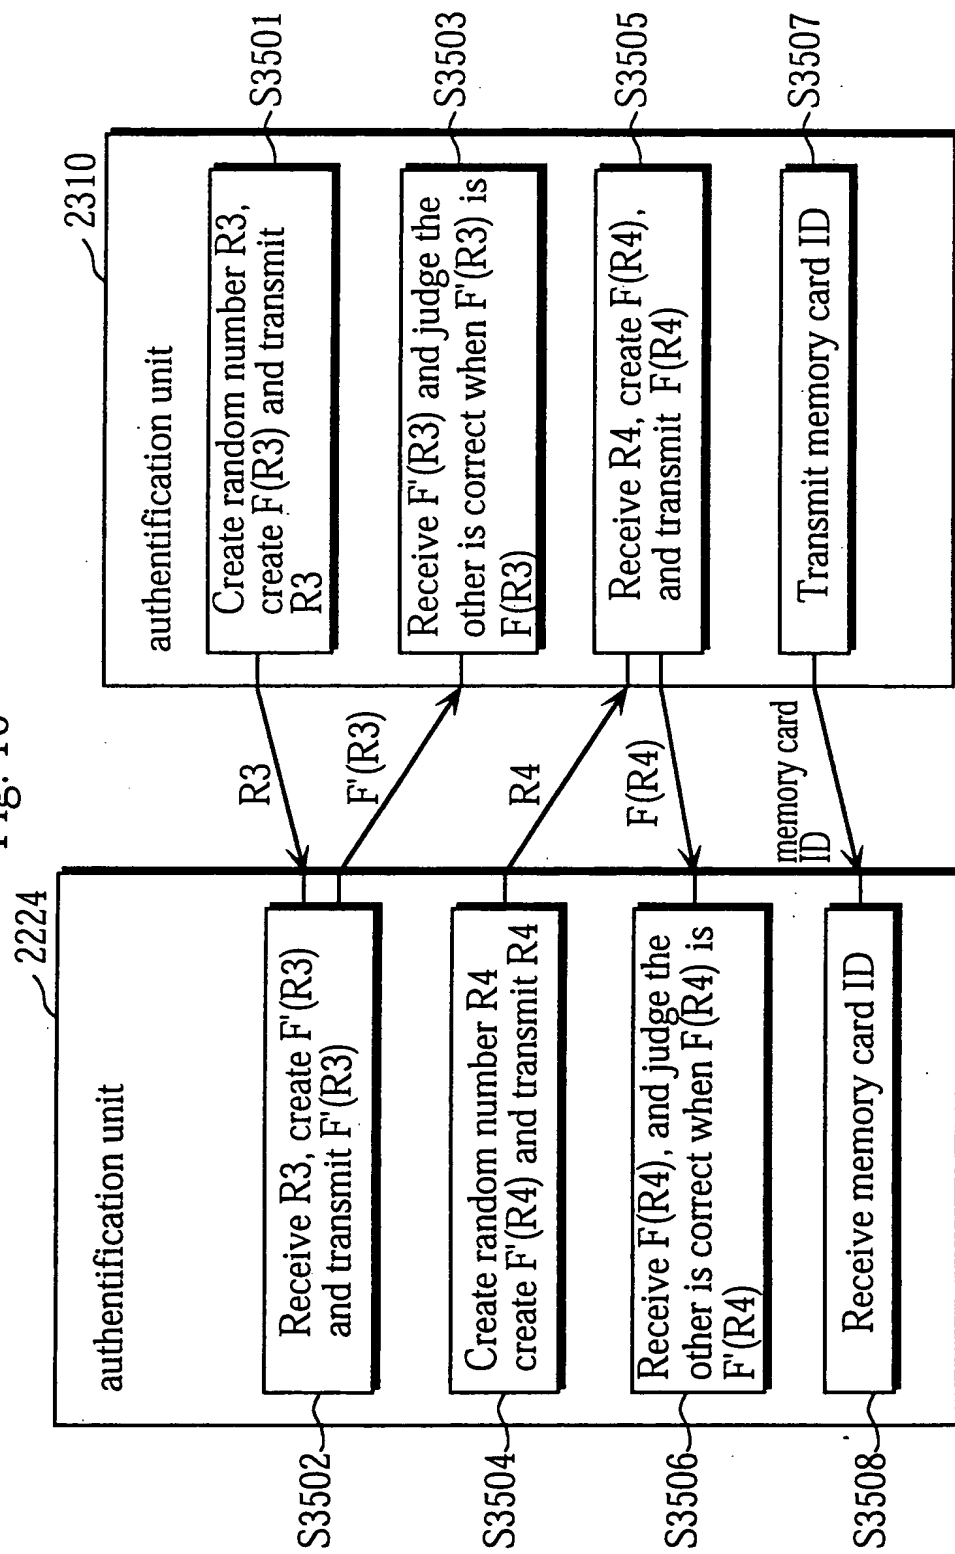 Fig.
2224
authentification unit
S3502
Receive R3, create F'(R3)
and transmit F'(R3)
S3504
Create random number R4
create F'(R4) and transmit R4
S3506
Receive F(R4), and judge the
other is correct when F(R4) is
F'(R4)
S3508
Receive memory card ID
R3
F'(R3)
R4
F(R4)
memory card
ID
2310
authentification unit
Create random number R3,
create F(R3) and transmit
R3
S3501
Receive F'(R3) and judge the
other is correct when F'(R3) is
F(R3)
S3503
Receive R4, create F(R4),
and transmit F(R4)
S3505
Transmit memory card ID
S3507